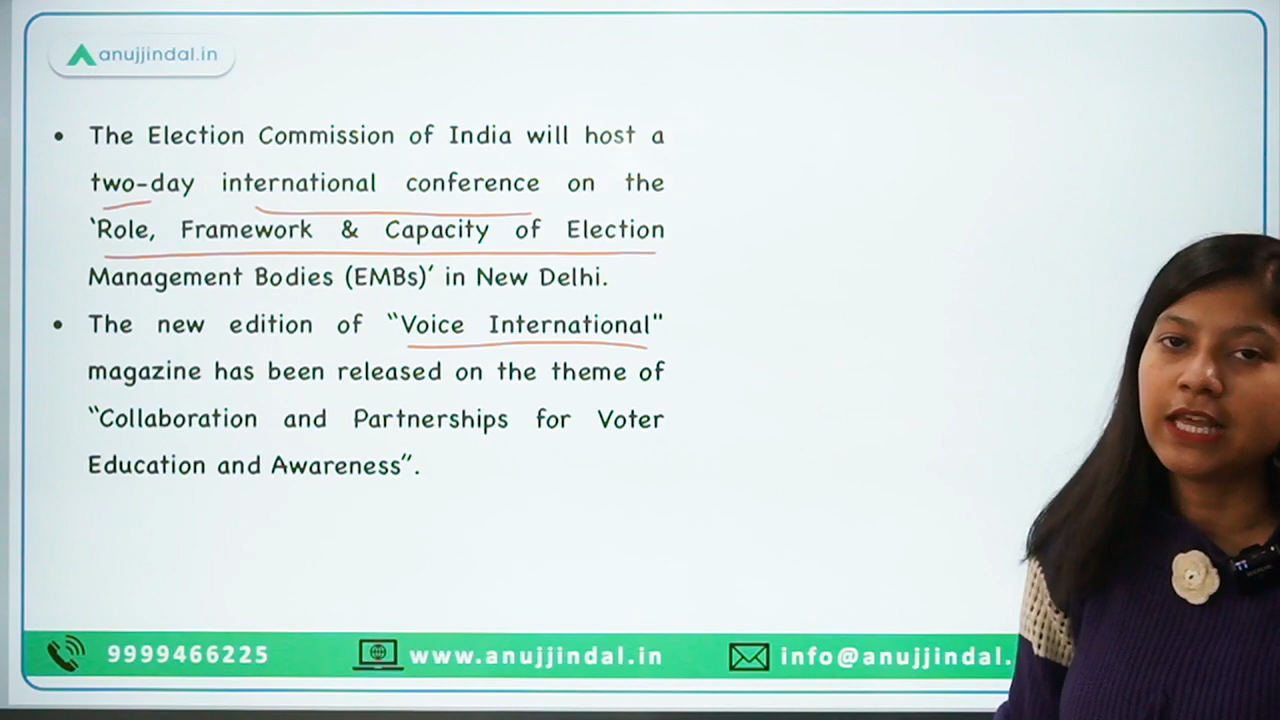 anujjindal.in
• The Election Commission of India will host a
two-day international conference on the
‘Role, Framework & Capacity of Election
Management Bodies (EMBs)’ in New Delhi.
• The new edition of “Voice International"
magazine has been released on the theme of
“Collaboration and Partnerships for Voter
Education and Awareness”.
9999466225 www.anujjindal.in info@anujjindal.